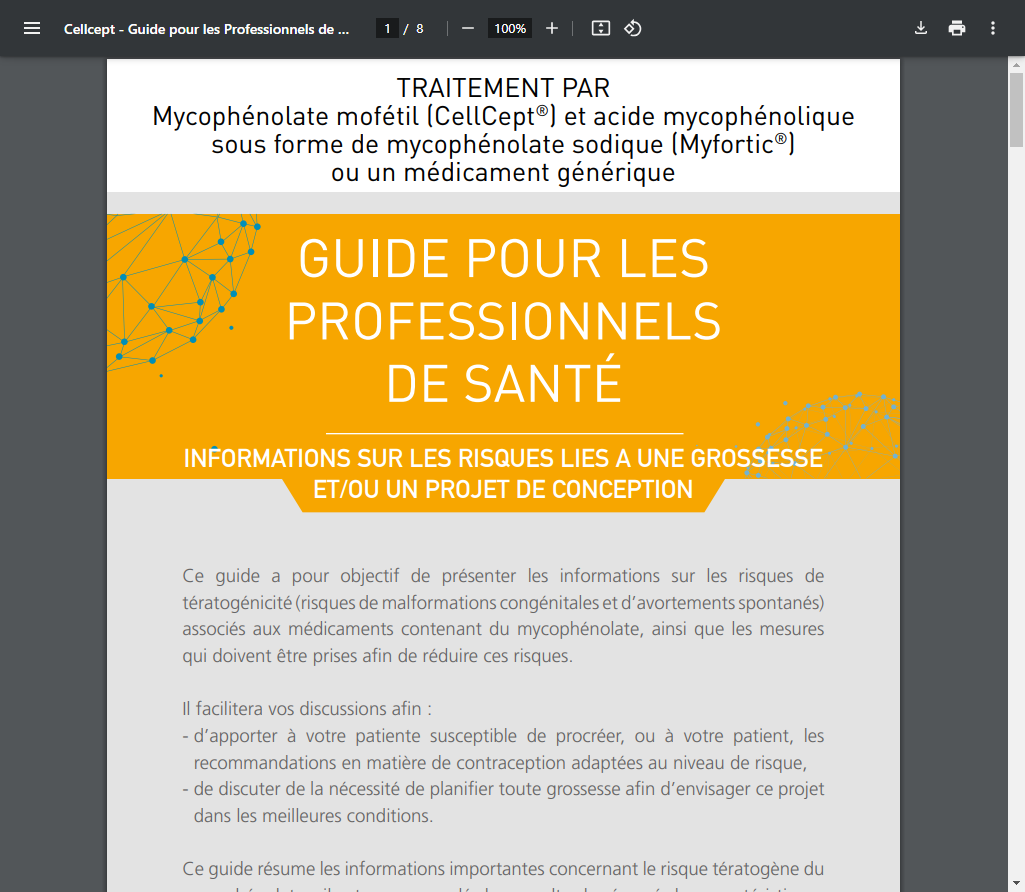 Cellcept - Guide pour les Professionnels de ...
1 / 8
100%
TRAITEMENT PAR
Mycophénolate mofétil (CellCept®) et acide mycophénolique
sous forme de mycophénolate sodique (Myfortic®)
ou un médicament générique
GUIDE POUR LES
PROFESSIONNELS
DE SANTÉ
INFORMATIONS SUR LES RISQUES LIES A UNE GROSSESSE
ET/OU UN PROJET DE CONCEPTION
Ce guide a pour objectif de présenter les informations sur les risques de
tératogénicité (risques de malformations congénitales et d’avortements spontanés)
associés aux médicaments contenant du mycophénolate, ainsi que les mesures
qui doivent être prises afin de réduire ces risques.
Il facilitera vos discussions afin :
- d’apporter à votre patiente susceptible de procréer, ou à votre patient, les
recommandations en matière de contraception adaptées au niveau de risque,
- de discuter de la nécessité de planifier toute grossesse afin d’envisager ce projet
dans les meilleures conditions.
Ce guide résume les informations importantes concernant le risque tératogène du